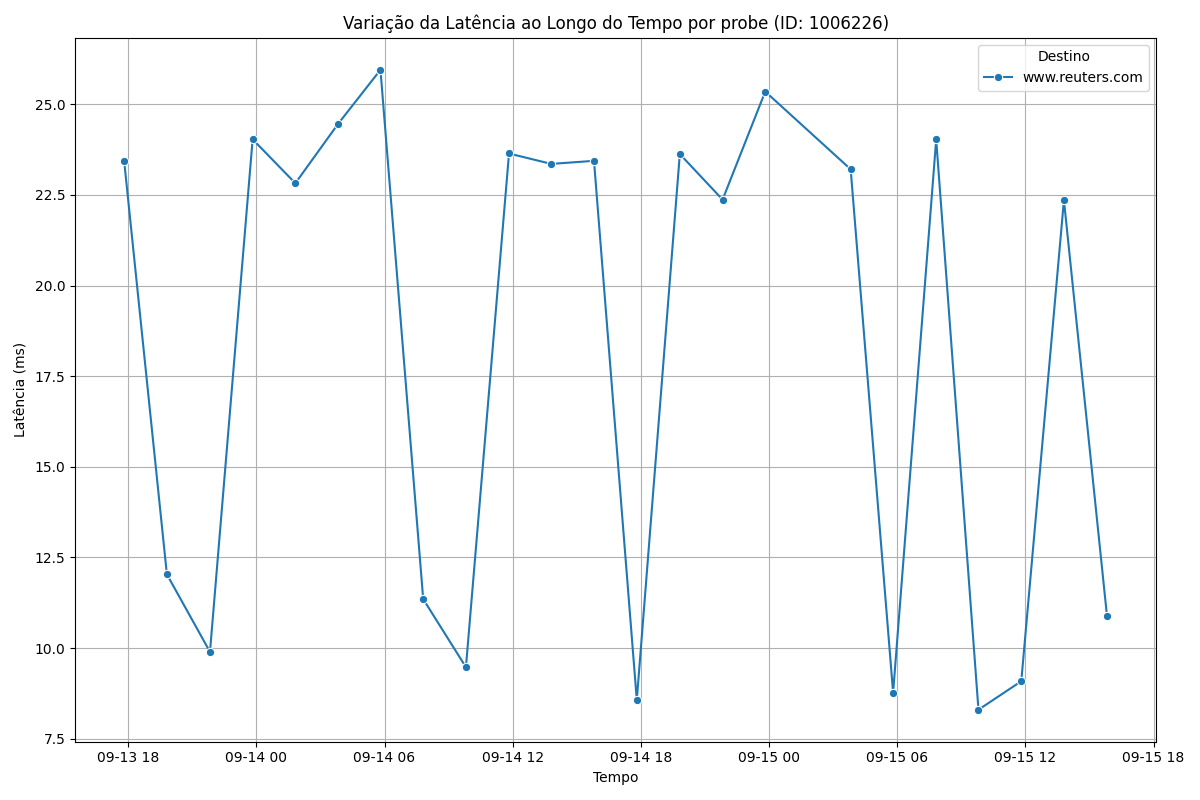 Variação da Latência ao Longo do Tempo por probe (ID: 1006226)
Destino
www.reuters.com
25.0
22.5
20.0
17.5
15.0
12.5
10.0
7.5
Latência (ms)
09-13 18 09-14 00 09-14 06 09-14 12 09-14 18 09-15 00 09-15 06 09-15 12 09-15 18
Tempo